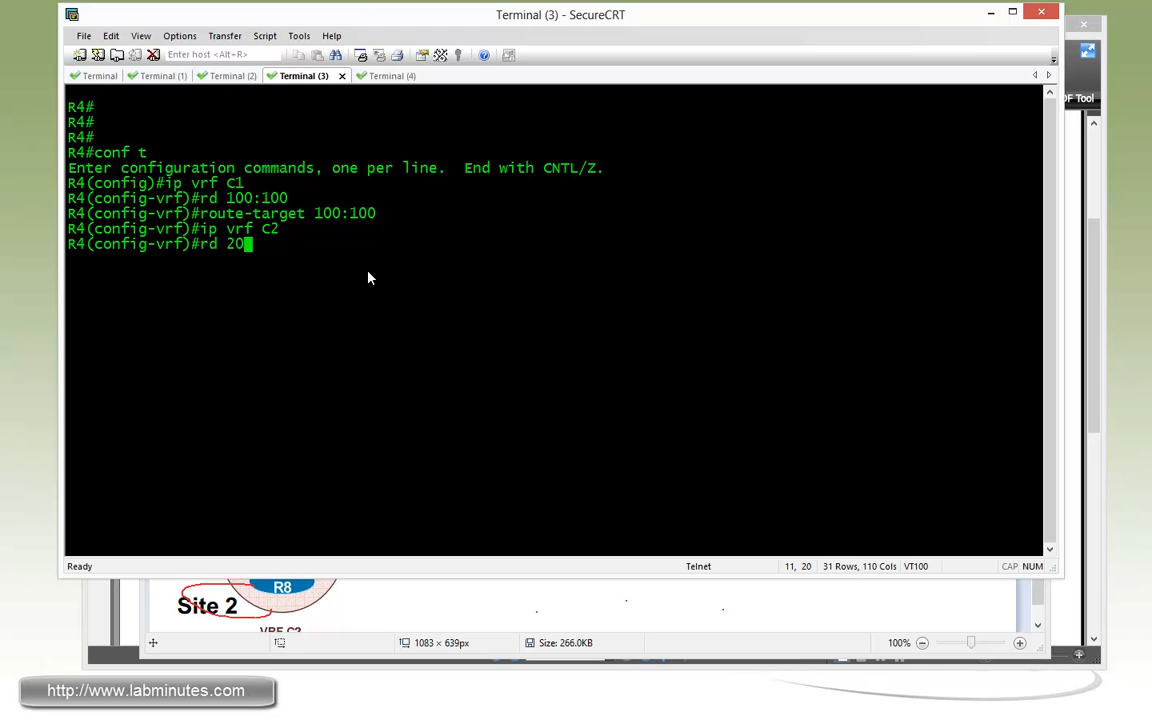 Terminal (3) - SecureCRT
File Edit View Options Transfer Script Tools Help
Enter host <Alt+R>
Terminal Terminal (1) Terminal (2) Terminal (3) Terminal (4)
DF Tool
R4#
R4#
R4#
R4#conf t
Enter configuration commands, one per line. End with CNTL/Z.
R4(config)#ip vrf C1
R4(config-vrf)#rd 100:100
R4(config-vrf)#route-target 100:100
R4(config-vrf)#ip vrf C2
R4(config-vrf)#rd 20
Ready Telnet 11, 20 31 Rows, 110 Cols VT100 CAP NUM
R8
Site 2
VRF C2
1083 × 639px Size: 266.0KB 100%
http://www.labminutes.com